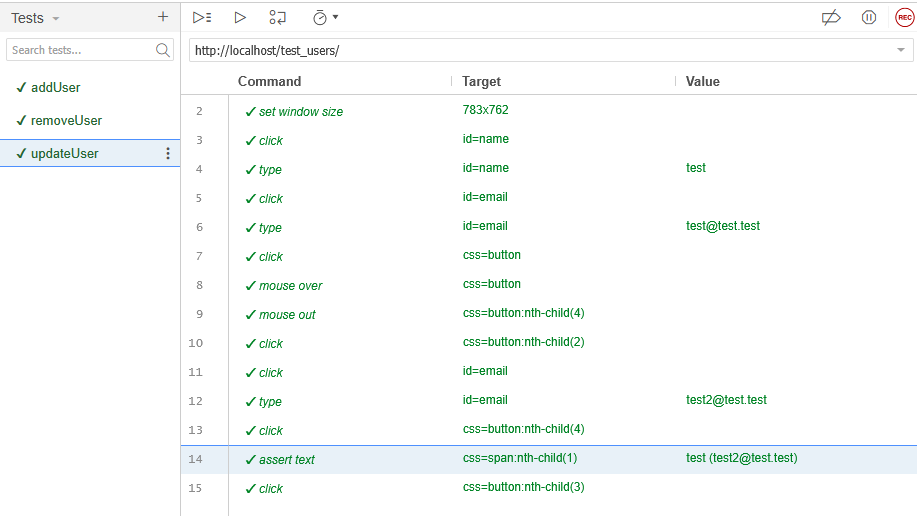 Tests
REC
Search tests...
http://localhost/test_users/
Command Target Value
addUser
removeUser
updateUser
2 set window size 783x762
3 click id=name
4 type id=name test
5 click id=email
6 type id=email test@test.test
7 click css=button
8 mouse over css=button
9 mouse out css=button:nth-child(4)
10 click css=button:nth-child(2)
11 click id=email
12 type id=email test2@test.test
13 click css=button:nth-child(4)
14 assert text css=span:nth-child(1) test (test2@test.test)
15 click css=button:nth-child(3)